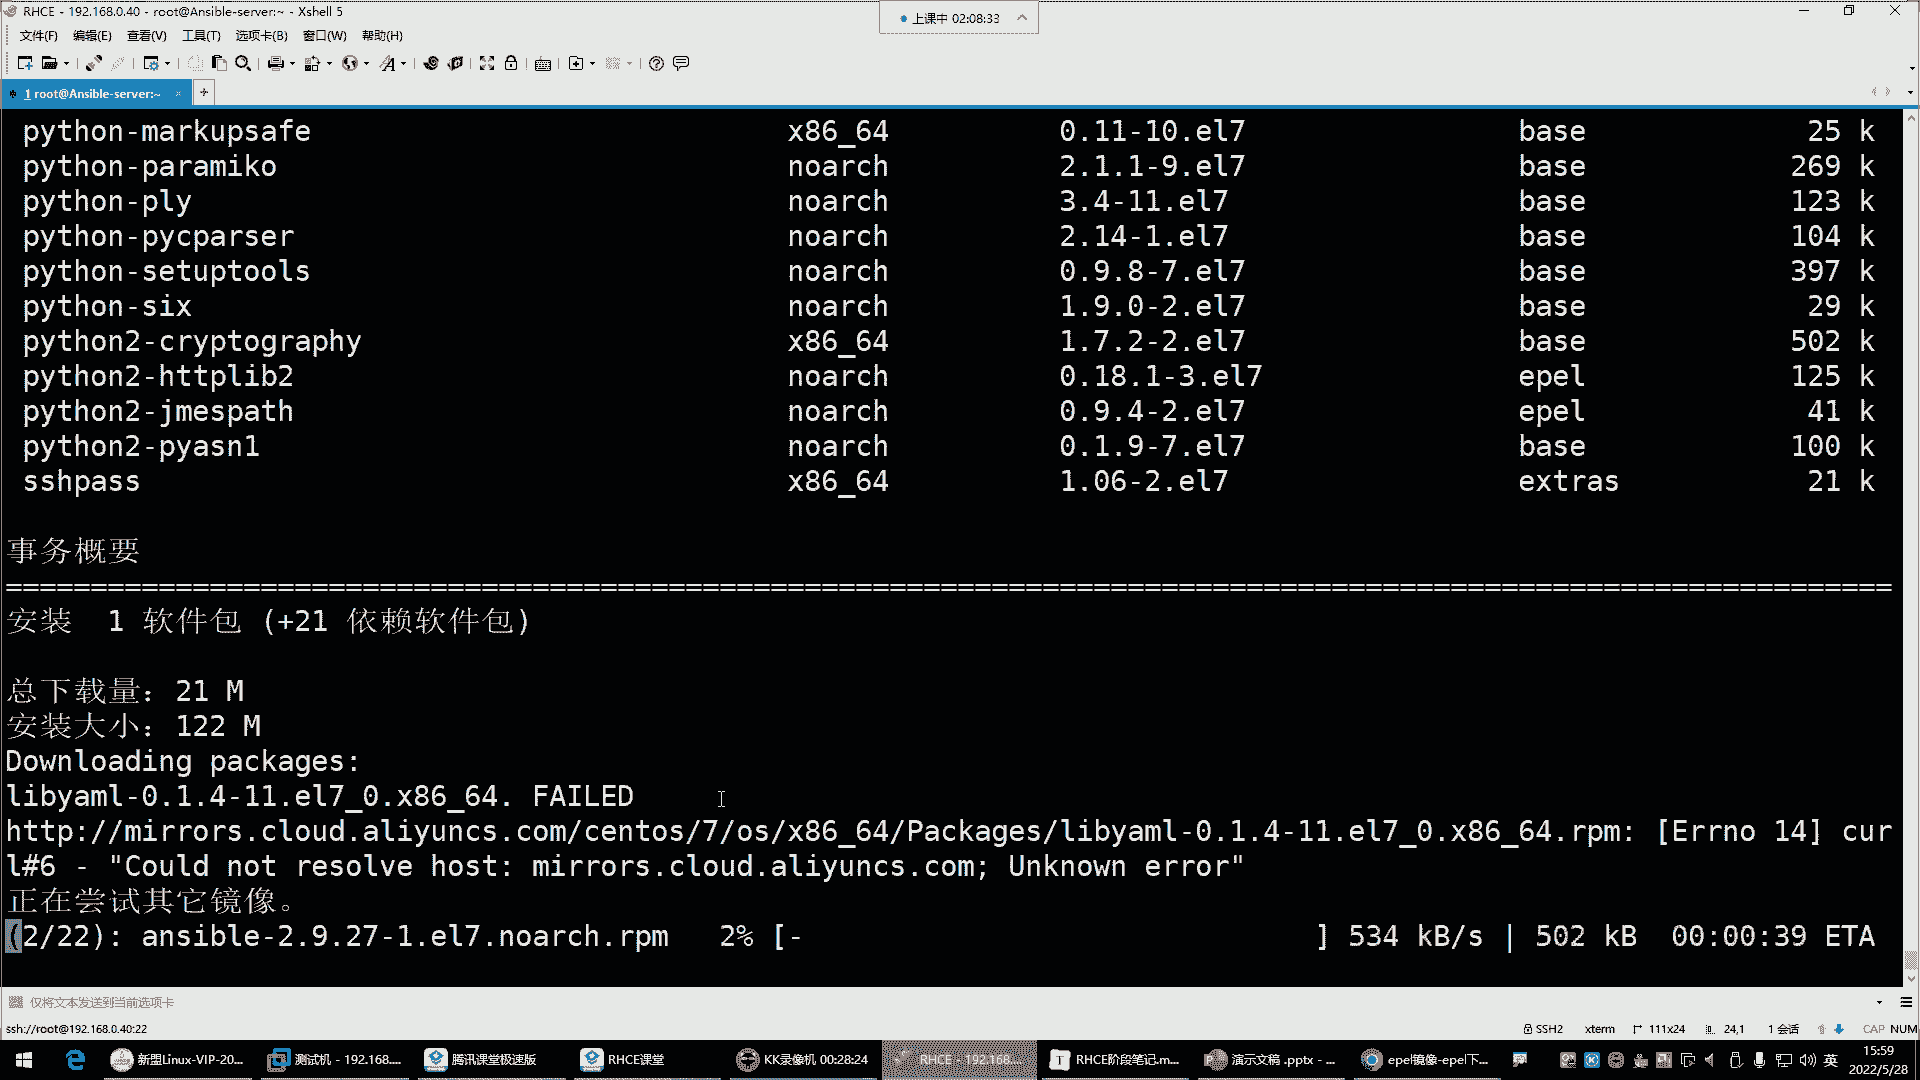 RHCE - 192.168.0.40 - root@Ansible-server:~ - Xshell 5
上课中 02:08:33
文件(F) 编辑(E) 查看(V) 工具(T) 选项卡(B) 窗口(W) 帮助(H)
1 root@Ansible-server:~ × +
python-markupsafe x86_64 0.11-10.el7 base 25 k
python-paramiko noarch 2.1.1-9.el7 base 269 k
python-ply noarch 3.4-11.el7 base 123 k
python-pycparser noarch 2.14-1.el7 base 104 k
python-setuptools noarch 0.9.8-7.el7 base 397 k
python-six noarch 1.9.0-2.el7 base 29 k
python2-cryptography x86_64 1.7.2-2.el7 base 502 k
python2-httplib2 noarch 0.18.1-3.el7 epel 125 k
python2-jmespath noarch 0.9.4-2.el7 epel 41 k
python2-pyasn1 noarch 0.1.9-7.el7 base 100 k
sshpass x86_64 1.06-2.el7 extras 21 k
事务概要
================================================================================================================
安装 1 软件包 (+21 依赖软件包)
总下载量：21 M
安装大小：122 M
Downloading packages:
libyaml-0.1.4-11.el7_0.x86_64. FAILED
http://mirrors.cloud.aliyuncs.com/centos/7/os/x86_64/Packages/libyaml-0.1.4-11.el7_0.x86_64.rpm: [Errno 14] cur
l#6 - "Could not resolve host: mirrors.cloud.aliyuncs.com; Unknown error"
正在尝试其它镜像。
(2/22): ansible-2.9.27-1.el7.noarch.rpm 2% [- ] 534 kB/s | 502 kB 00:00:39 ETA
仅将文本发送到当前选项卡
ssh://root@192.168.0.40:22 SSH2 xterm 111x24 24,1 1 会话 CAP NUM
新盟Linux-VIP-20... 测试机 - 192.168.... 腾讯课堂极速版 RHCE课堂 KK录像机 00:28:24 RHCE - 192.168.... RHCE阶段笔记.m... 演示文稿 .pptx - ... epel镜像-epel下... 英 15:59
2022/5/28